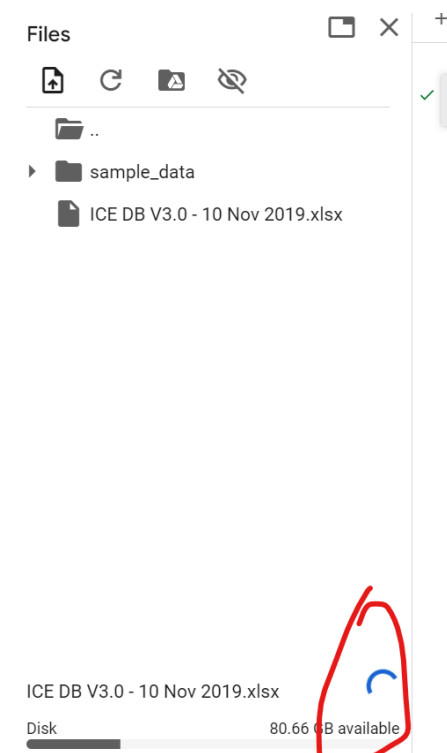 Files
..
sample_data
ICE DB V3.0 - 10 Nov 2019.xlsx
ICE DB V3.0 - 10 Nov 2019.xlsx
Disk 80.66 GB available